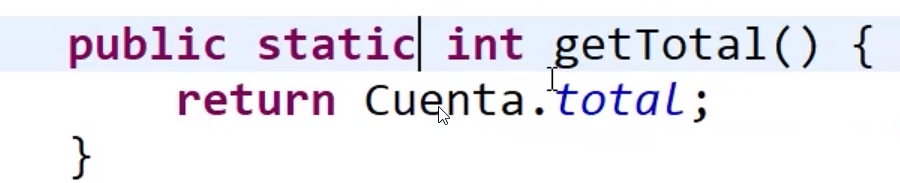 public static int getTotal() {
return Cuenta.total;
}